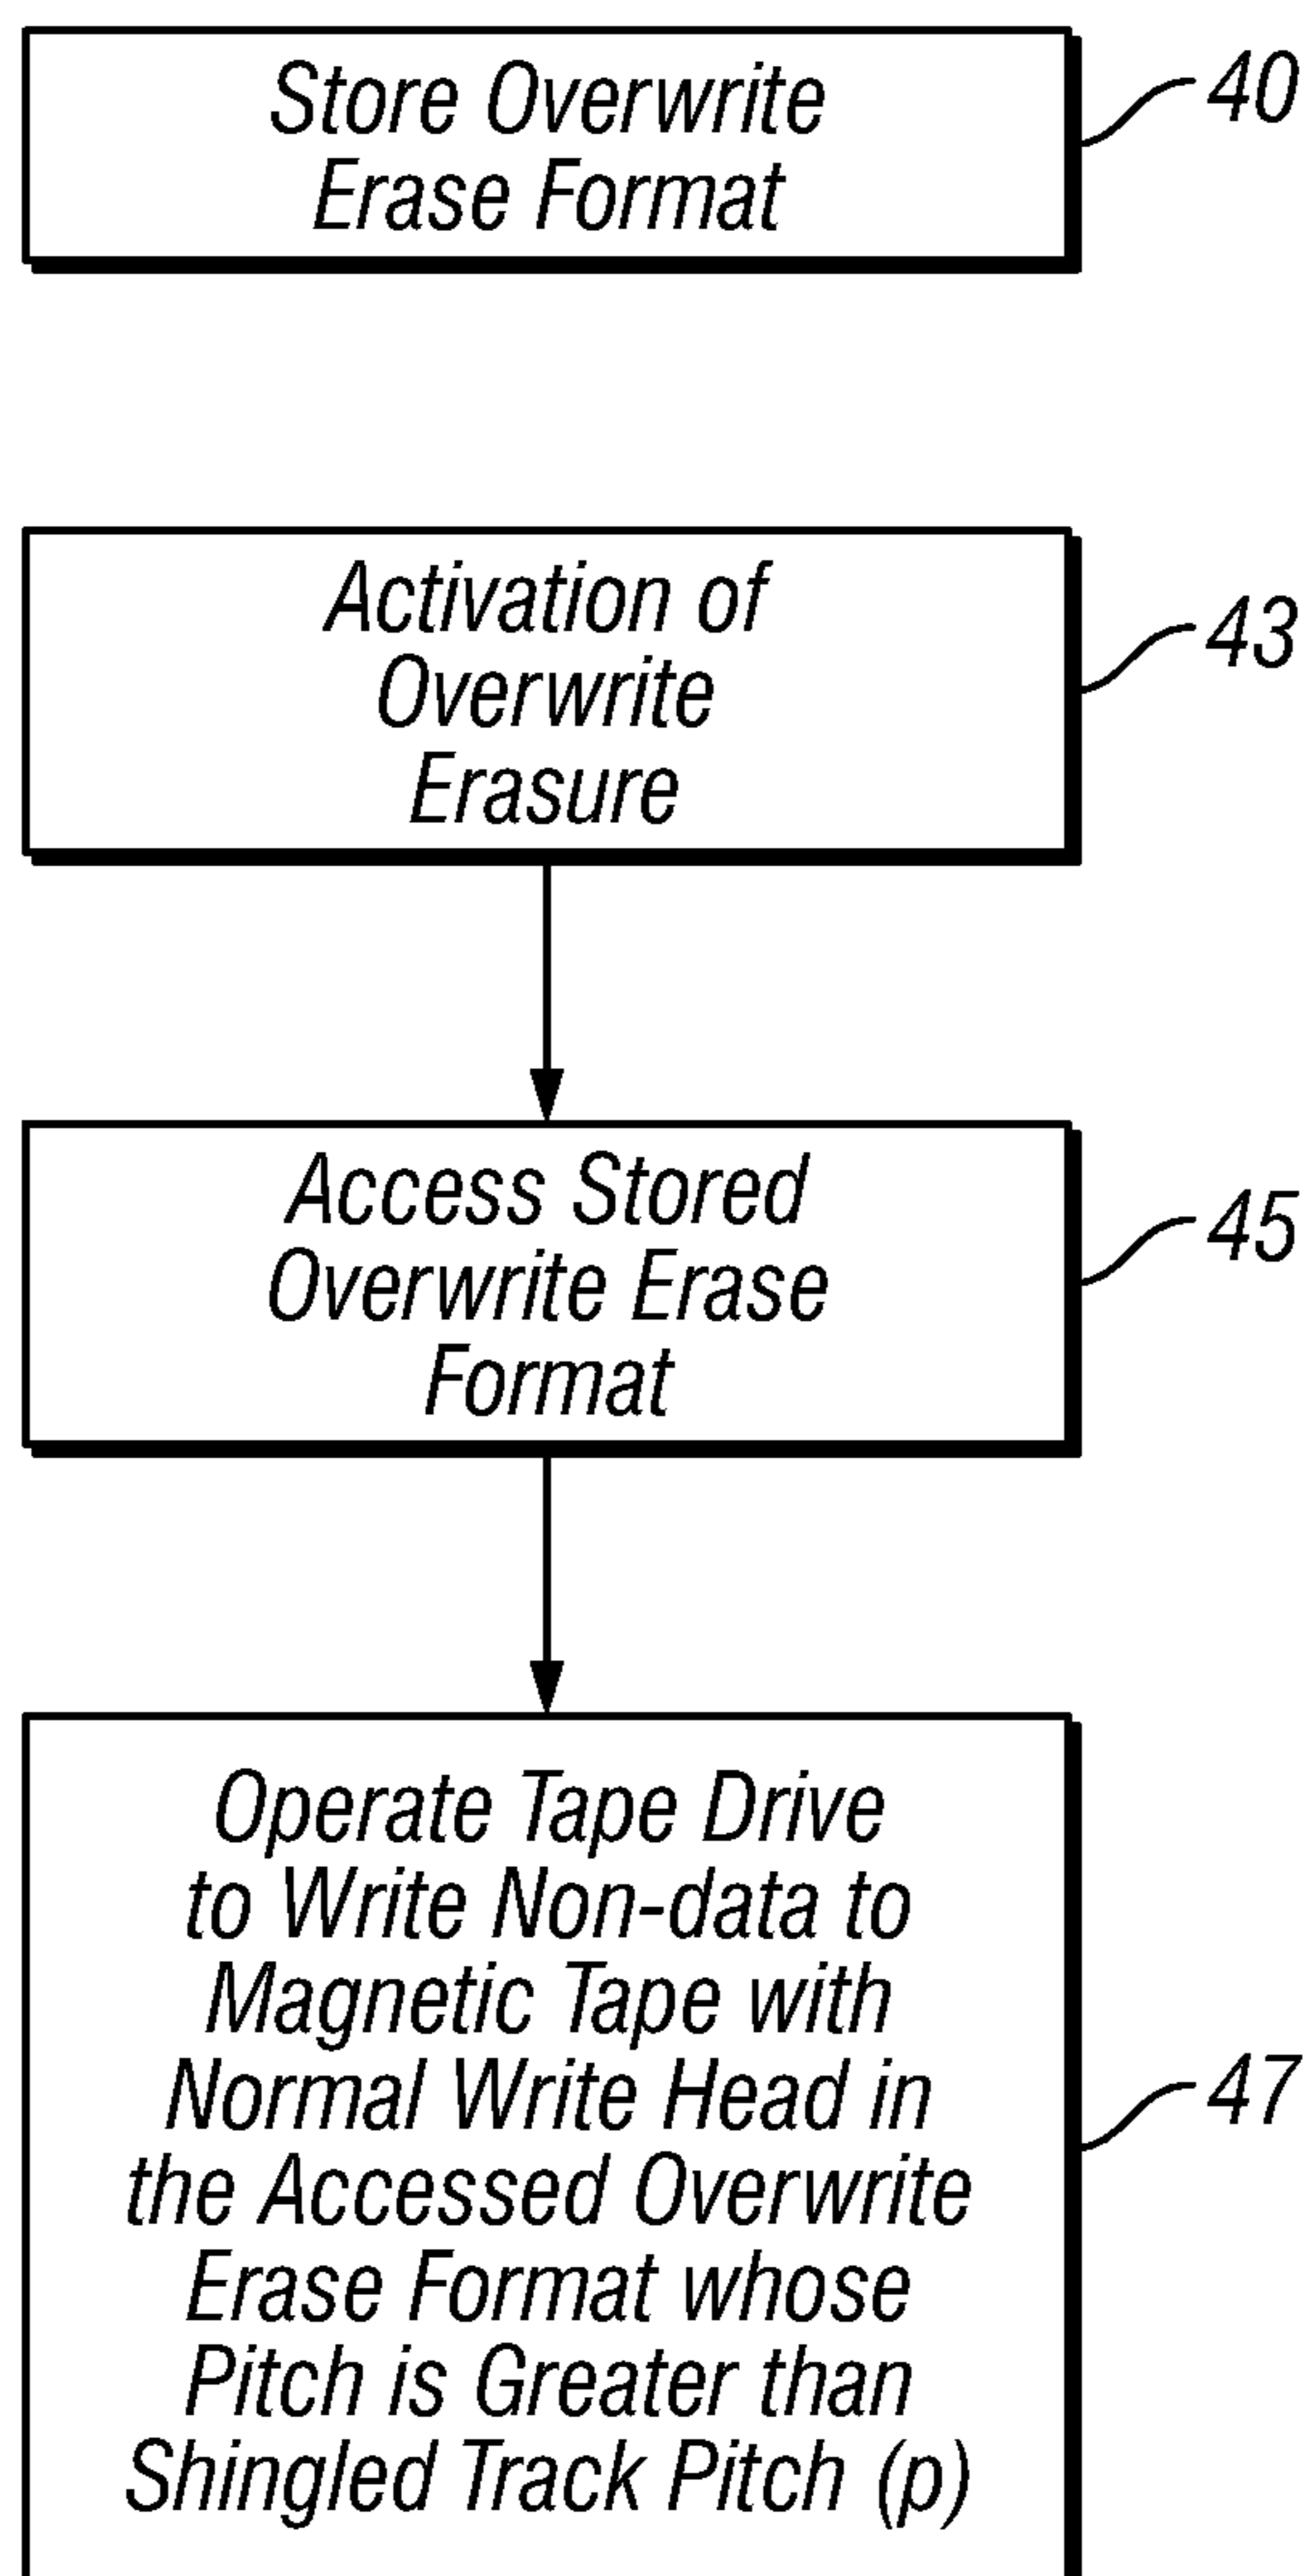 Store Overwrite
Erase Format
40
Activation of
Overwrite
Erasure
43
Access Stored
Overwrite Erase
Format
45
Operate Tape Drive
to Write Non-data to
Magnetic Tape with
Normal Write Head in
the Accessed Overwrite
Erase Format whose
Pitch is Greater than
Shingled Track Pitch (p)
47